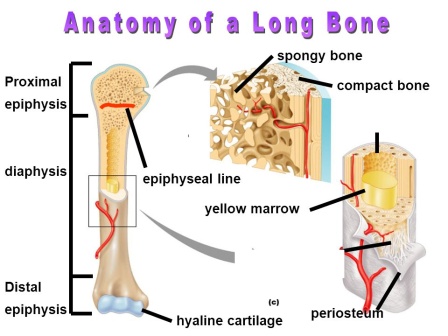 Anatomy of a Long Bone
spongy bone
compact bone
Proximal
epiphysis
diaphysis
epiphyseal line
yellow marrow
Distal
epiphysis
(c)
periosteum
hyaline cartilage